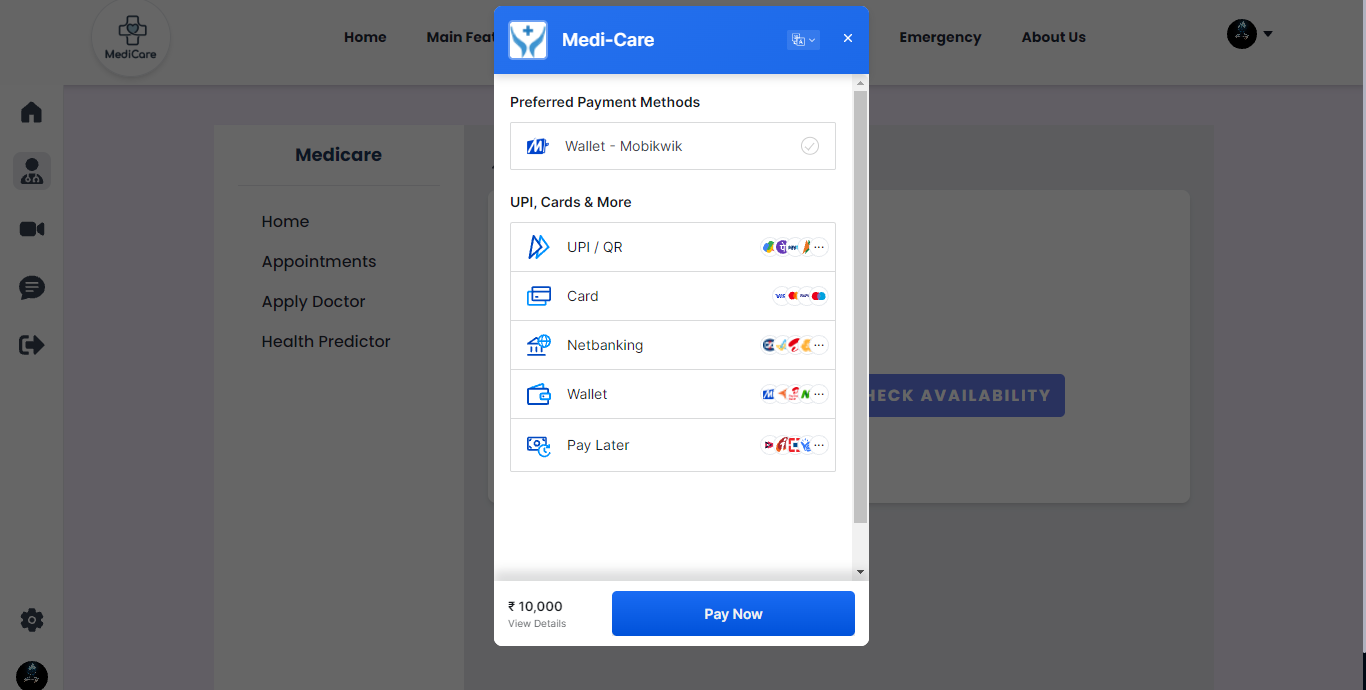 MediCare
Home
Main Feat
Emergency
About Us
Medicare
Home
Appointments
Apply Doctor
Health Predictor
Medi-Care
Preferred Payment Methods
Wallet - Mobikwik
UPI, Cards & More
UPI / QR
Card
VISA
Netbanking
Wallet
Pay Later
HECK AVAILABILITY
₹ 10,000
View Details
Pay Now